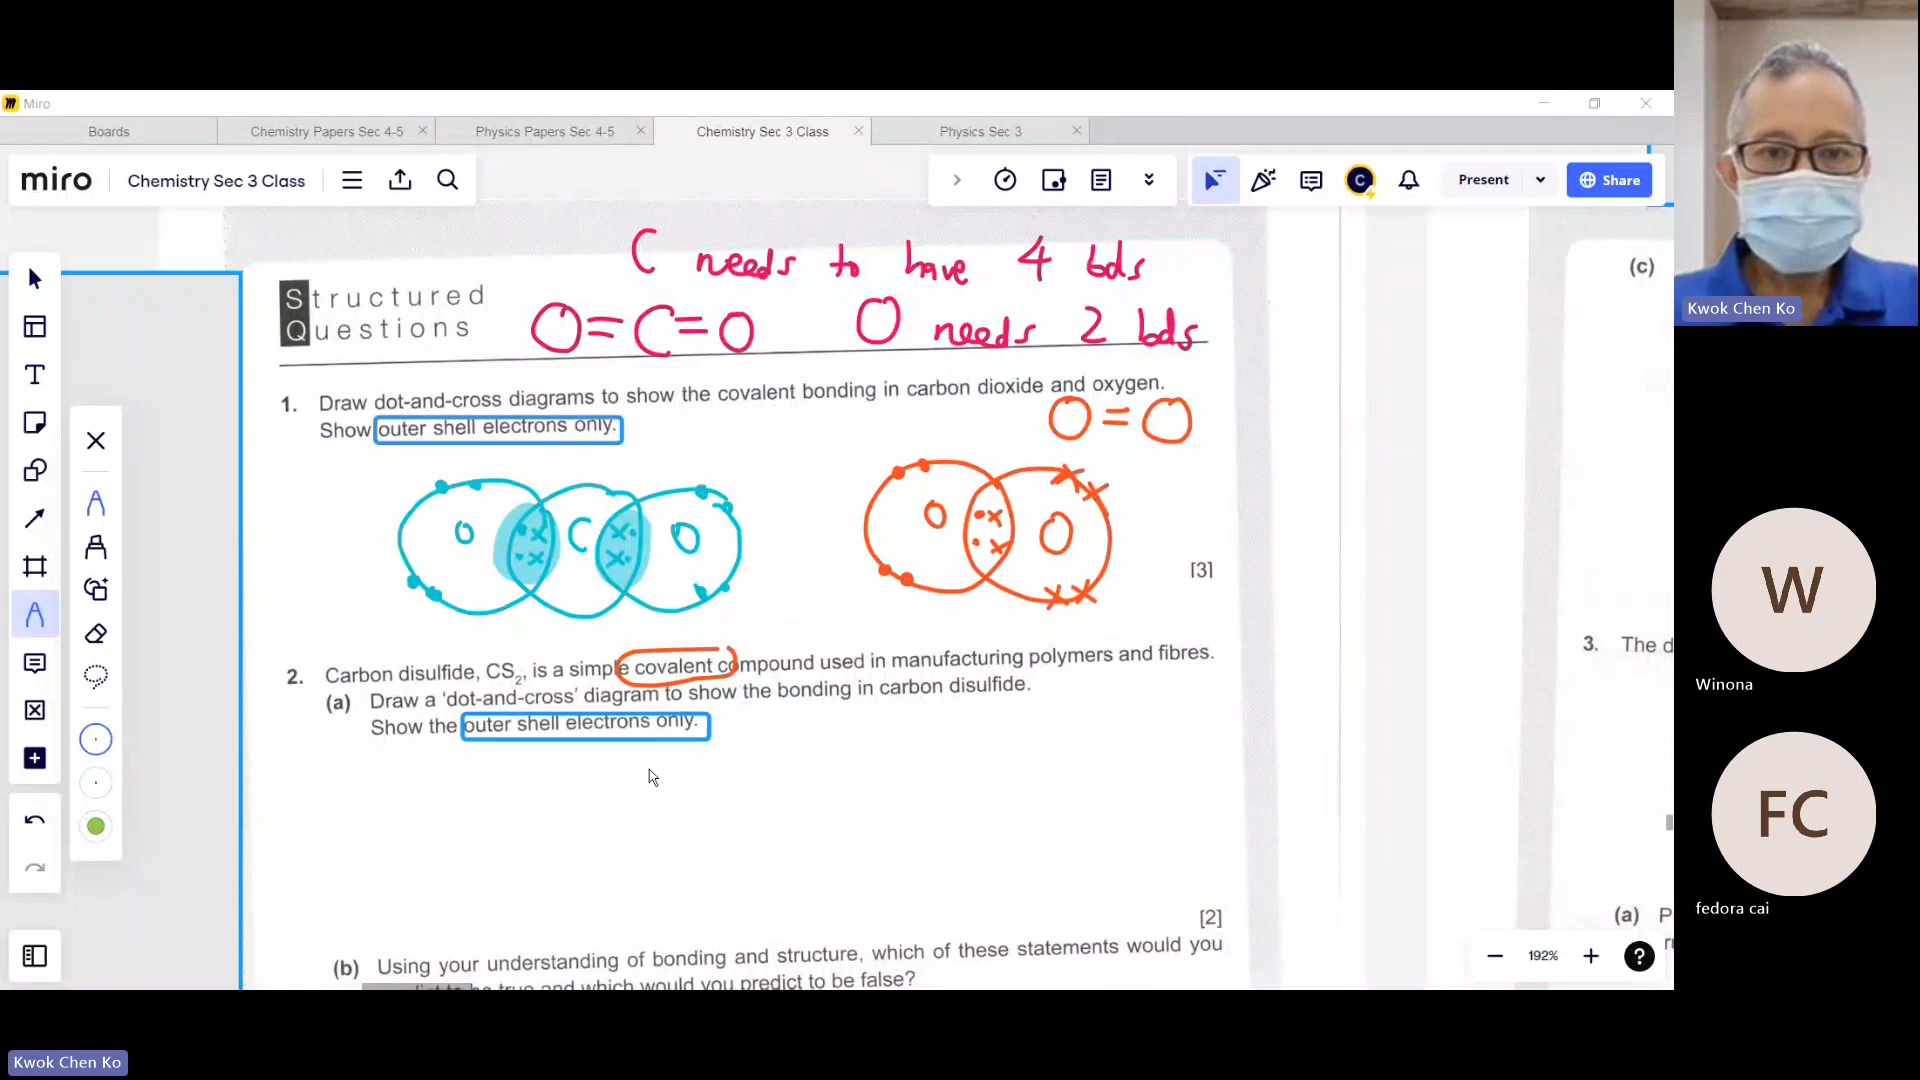 Miro
Boards
Chemistry Papers Sec 4-5
Physics Papers Sec 4-5
Chemistry Sec 3 Class
Physics Sec 3
miro
Chemistry Sec 3 Class
C
Present
Share
Kwok Chen Ko
C needs to have 4 bds
O=C=O O needs 2 bds
Structured
Questions
(c)
1. Draw dot-and-cross diagrams to show the covalent bonding in carbon dioxide and oxygen.
Show outer shell electrons only.
O=O
O C O
O O
[3]
2. Carbon disulfide, CS2, is a simple covalent compound used in manufacturing polymers and fibres.
(a) Draw a ‘dot-and-cross’ diagram to show the bonding in carbon disulfide.
Show the outer shell electrons only.
[2]
(b) Using your understanding of bonding and structure, which of these statements would you
to be true and which would you predict to be false?
3. The
(a)
192%
W
Winona
FC
fedora cai
Kwok Chen Ko